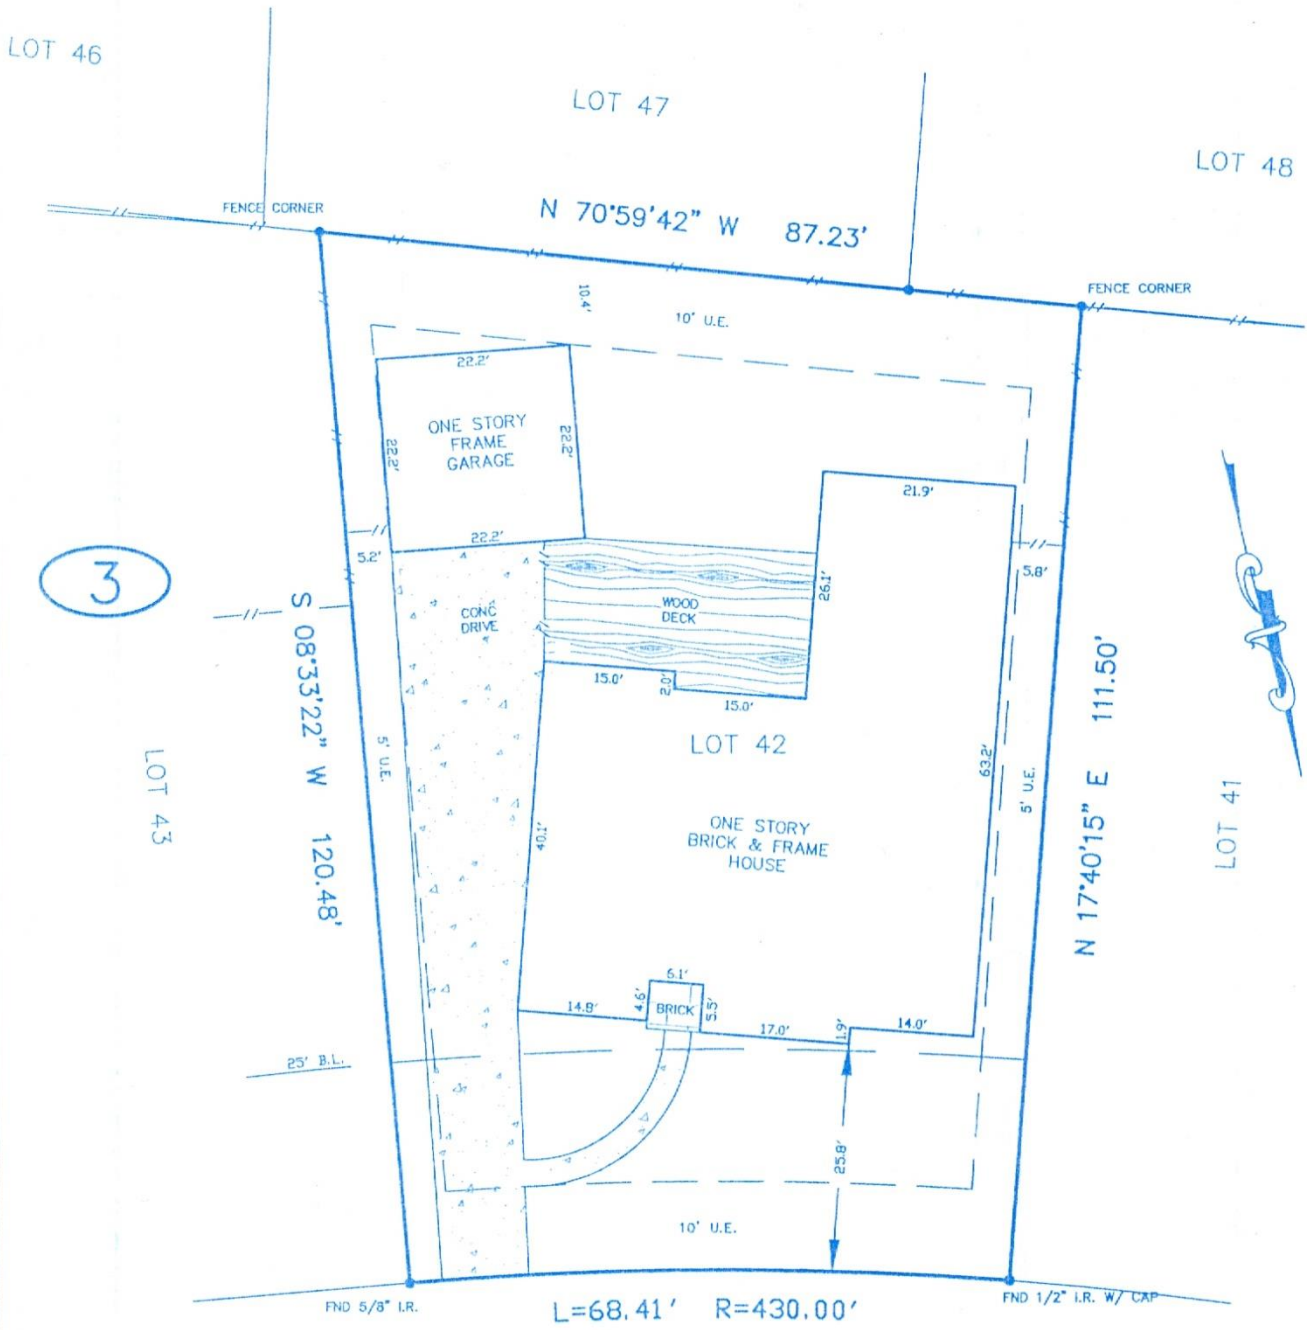 LOT 46
LOT 47
LOT 48
FENCE CORNER
N 70°59'42" W 87.23'
FENCE CORNER
10.4'
10' U.E.
22.2'
ONE STORY
FRAME
GARAGE
22.2'
22.2'
22.2'
21.9'
5.2'
5.8'
3
CONC
DRIVE
WOOD
DECK
26.1'
S 08°33'22" W 120.48'
15.0'
2.0'
15.0'
LOT 42
N 17°40'15" E 111.50'
5' U.E.
63.2'
5' U.E.
LOT 43
LOT 41
40.1'
ONE STORY
BRICK & FRAME
HOUSE
6.1'
14.8'
4.6'
BRICK
5.5'
17.0'
1.9'
14.0'
25' B.L.
25.8'
10' U.E.
FND 5/8" I.R.
L=68.41' R=430.00'
FND 1/2" I.R. W/ CAP